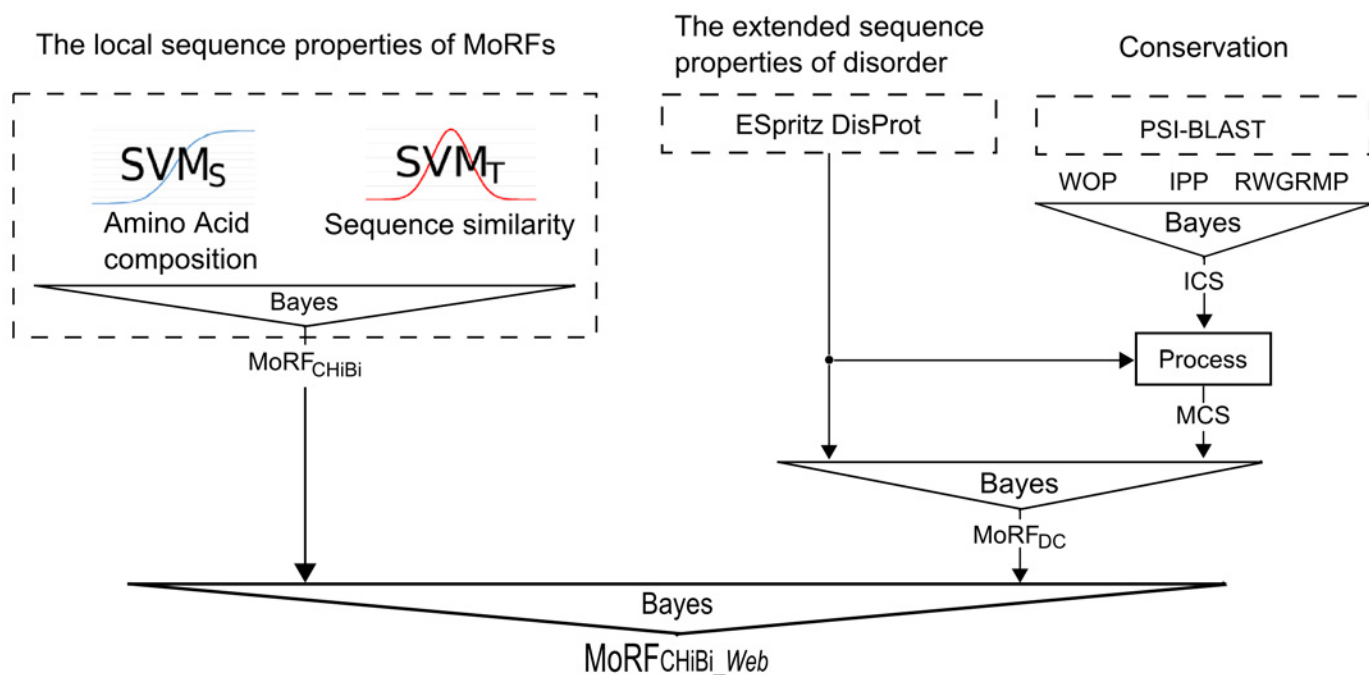 The local sequence properties of MoRFs
SVMS
Amino Acid
composition
SVMT
Sequence similarity
Bayes
MoRFCHiBi
The extended sequence
properties of disorder
ESpritz DisProt
Conservation
PSI-BLAST
WOP IPP RWGRMP
Bayes
ICS
Process
MCS
Bayes
MoRFDC
Bayes
MoRFCHiBi_Web